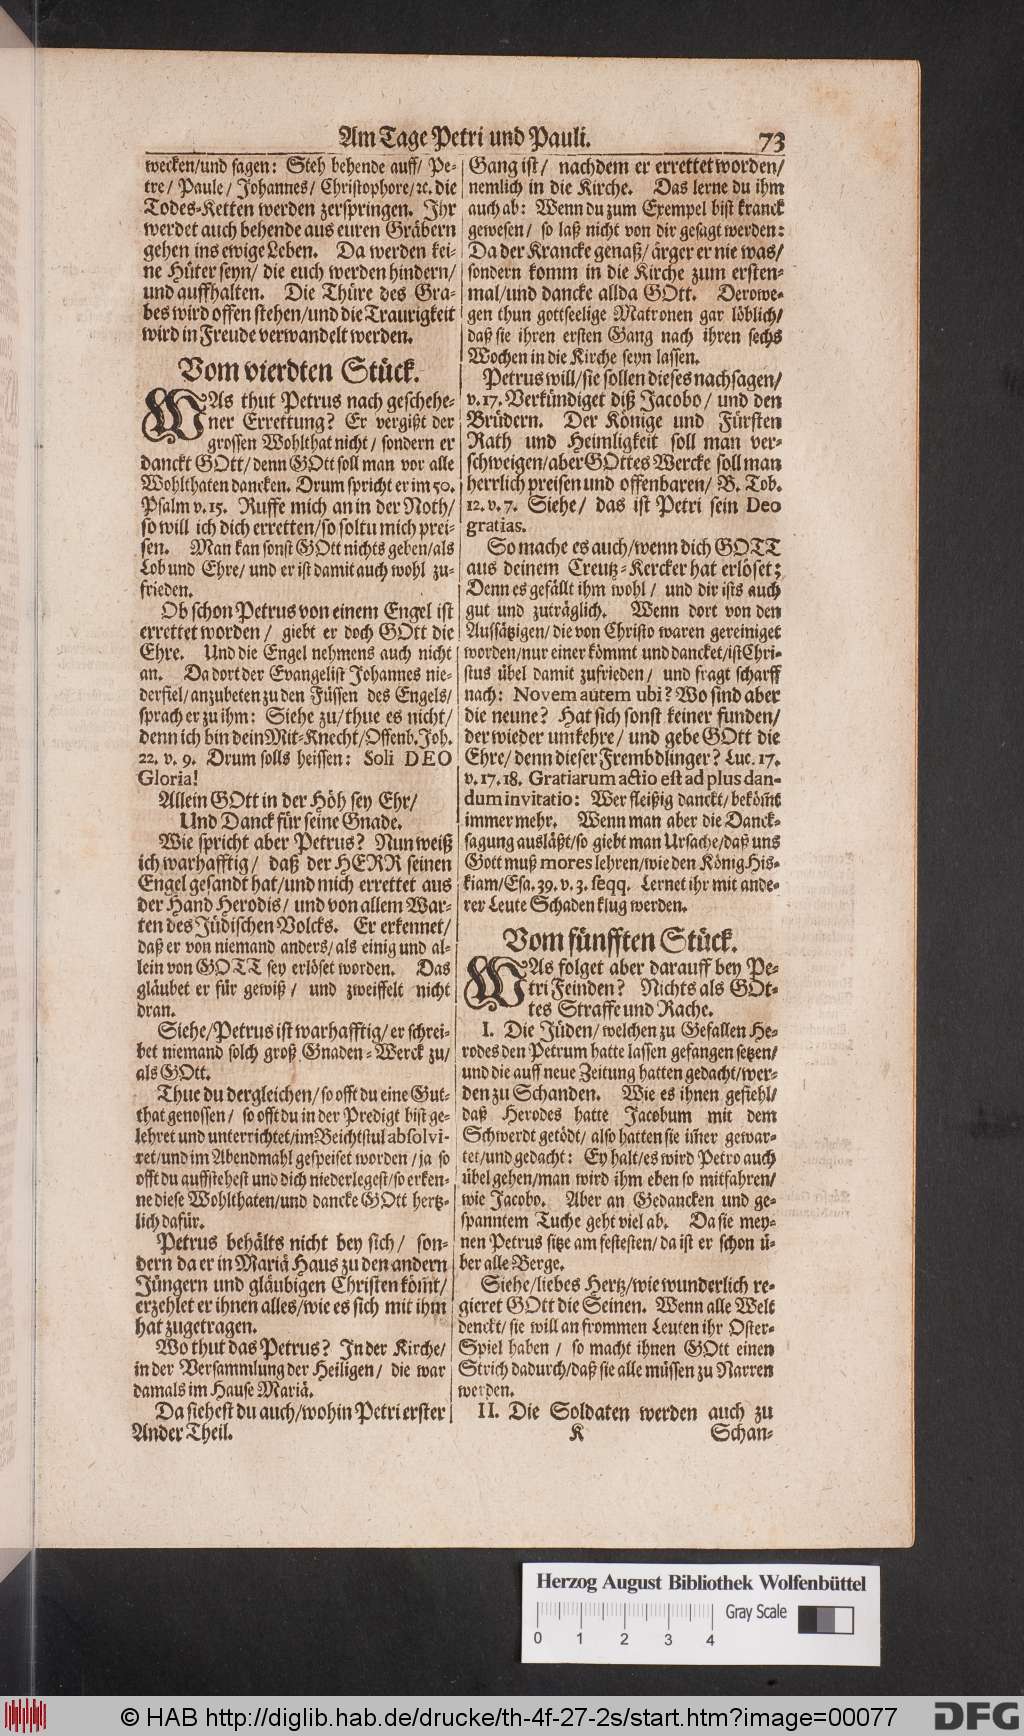 Am Tage Petri und Pauli. 73
wecken/und sagen: Steh behende auff/ Pe-
tre/ Paule/ Johannes/ Christophore/ꝛc. die
Todes-Ketten werden zerspringen. Ihr
werdet auch behende aus euren Gräbern
gehen ins ewige Leben. Da werden kei-
ne Hüter seyn/ die euch werden hindern/
und auffhalten. Die Thüre des Gra-
bes wird offen stehen/und die Traurigkeit
wird in Freude verwandelt werden.
Vom vierdten Stück.
WAs thut Petrus nach geschehe-
ner Errettung? Er vergißt der
grossen Wohlthat nicht/ sondern er
danckt GOtt/ denn GOtt soll man vor alle
Wohlthaten dancken. Drum spricht er im 50.
Psalm v. 15. Ruffe mich an in der Noth/
so will ich dich erretten/ so soltu mich prei-
sen. Man kan sonst GOtt nichts geben/als
Lob und Ehre/ und er ist damit auch wohl zu-
frieden.
Ob schon Petrus von einem Engel ist
errettet worden/ giebt er doch GOtt die
Ehre. Und die Engel nehmens auch nicht
an. Da dort der Evangelist Johannes nie-
derfiel/anzubeten zu den Füssen des Engels/
sprach er zu ihm: Siehe zu/ thue es nicht/
denn ich bin dein Mit-Knecht/Offenb. Joh.
22. v. 9. Drum solls heissen: Soli DEO
Gloria!
Allein GOtt in der Höh sey Ehr/
Und Danck für seine Gnade.
Wie spricht aber Petrus? Nun weiß
ich warhafftig/ daß der HERR seinen
Engel gesandt hat/und mich errettet aus
der Hand Herodis/ und von allem War-
ten des Jüdischen Volcks. Er erkennet/
daß er von niemand anders/ als einig und al-
lein von GOTT sey erlöset worden. Das
gläubet er für gewiß/ und zweiffelt nicht
dran.
Siehe/Petrus ist warhafftig/ er schrei-
bet niemand solch groß Gnaden-Werck zu/
als GOtt.
Thue du dergleichen/ so offt du eine Gut-
that genossen/ so offt du in der Predigt bist ge-
lehret und unterrichtet/im Beichtstul absolvi-
ret/und im Abendmahl gespeiset worden/ ja so
offt du auffstehest und dich niederlegest/ so erken-
ne diese Wohlthaten/und dancke GOtt hertz-
lich dafür.
Petrus behälts nicht bey sich/ son-
dern da er in Mariä Haus zu den andern
Jüngern und gläubigen Christen köm̃t/
erzehlet er ihnen alles/ wie es sich mit ihm
hat zugetragen.
Wo thut das Petrus? In der Kirche/
in der Versammlung der Heiligen/ die war
damals im Hause Mariä.
Da siehest du auch/wohin Petri erster
Ander Theil.
Gang ist/ nachdem er errettet worden/
nemlich in die Kirche. Das lerne du ihm
auch ab: Wenn du zum Exempel bist kranck
gewesen/ so laß nicht von dir gesagt werden:
Da der Krancke genaß/ ärger er nie was/
sondern komm in die Kirche zum ersten-
mal/und dancke allda GOtt. Derowe-
gen thun gottseelige Matronen gar löblich/
daß sie ihren ersten Gang nach ihren sechs
Wochen in die Kirche seyn lassen.
Petrus will/sie sollen dieses nachsagen/
v. 17. Verkündiget diß Jacobo/ und den
Brüdern. Der Könige und Fürsten
Rath und Heimligkeit soll man ver-
schweigen/aber GOttes Wercke soll man
herrlich preisen und offenbaren/ B. Tob.
12. v. 7. Siehe/ das ist Petri sein Deo
gratias.
So mache es auch/wenn dich GOTT
aus deinem Creutz-Kercker hat erlöset;
Denn es gefällt ihm wohl/ und dir ists auch
gut und zuträglich. Wenn dort von den
Aussätzigen/ die von Christo waren gereiniget
worden/nur einer kömmt und dancket/ist Chri-
stus übel damit zufrieden/ und fragt scharff
nach: Novem autem ubi? Wo sind aber
die neune? Hat sich sonst keiner funden/
der wieder umkehre/ und gebe GOtt die
Ehre/ denn dieser Frembdlinger? Luc. 17.
v. 17. 18. Gratiarum actio est ad plus dan-
dum invitatio: Wer fleißig danckt/ beköm̃t
immer mehr. Wenn man aber die Danck-
sagung ausläßt/ so giebt man Ursache/ daß uns
Gott muß mores lehren/ wie den König His-
kiam/Esa. 39. v. 3. seqq. Lernet ihr mit ande-
rer Leute Schaden klug werden.
Vom fünfften Stück.
WAs folget aber darauff bey Pe-
tri Feinden? Nichts als GOt-
tes Straffe und Rache.
I. Die Jüden/ welchen zu Gefallen He-
rodes den Petrum hatte lassen gefangen setzen/
und die auff neue Zeitung hatten gedacht/wer-
den zu Schanden. Wie es ihnen gefiehl/
daß Herodes hatte Jacobum mit dem
Schwerdt getödt/ also hatten sie im̃er gewar-
tet/und gedacht: Ey halt/es wird Petro auch
übel gehen/man wird ihm eben so mitfahren/
wie Jacobo. Aber an Gedancken und ge-
spanntem Tuche geht viel ab. Da sie mey-
nen Petrus sitze am festesten/ da ist er schon ü-
ber alle Berge.
Siehe/liebes Hertz/wie wunderlich re-
gieret GOtt die Seinen. Wenn alle Welt
denckt/ sie will an frommen Leuten ihr Oster-
Spiel haben/ so macht ihnen GOtt einen
Strich dadurch/daß sie alle müssen zu Narren
werden.
II. Die Soldaten werden auch zu
K Schan-
Herzog August Bibliothek Wolfenbüttel
Gray Scale
0 1 2 3 4
© HAB http://diglib.hab.de/drucke/th-4f-27-2s/start.htm?image=00077
DFG